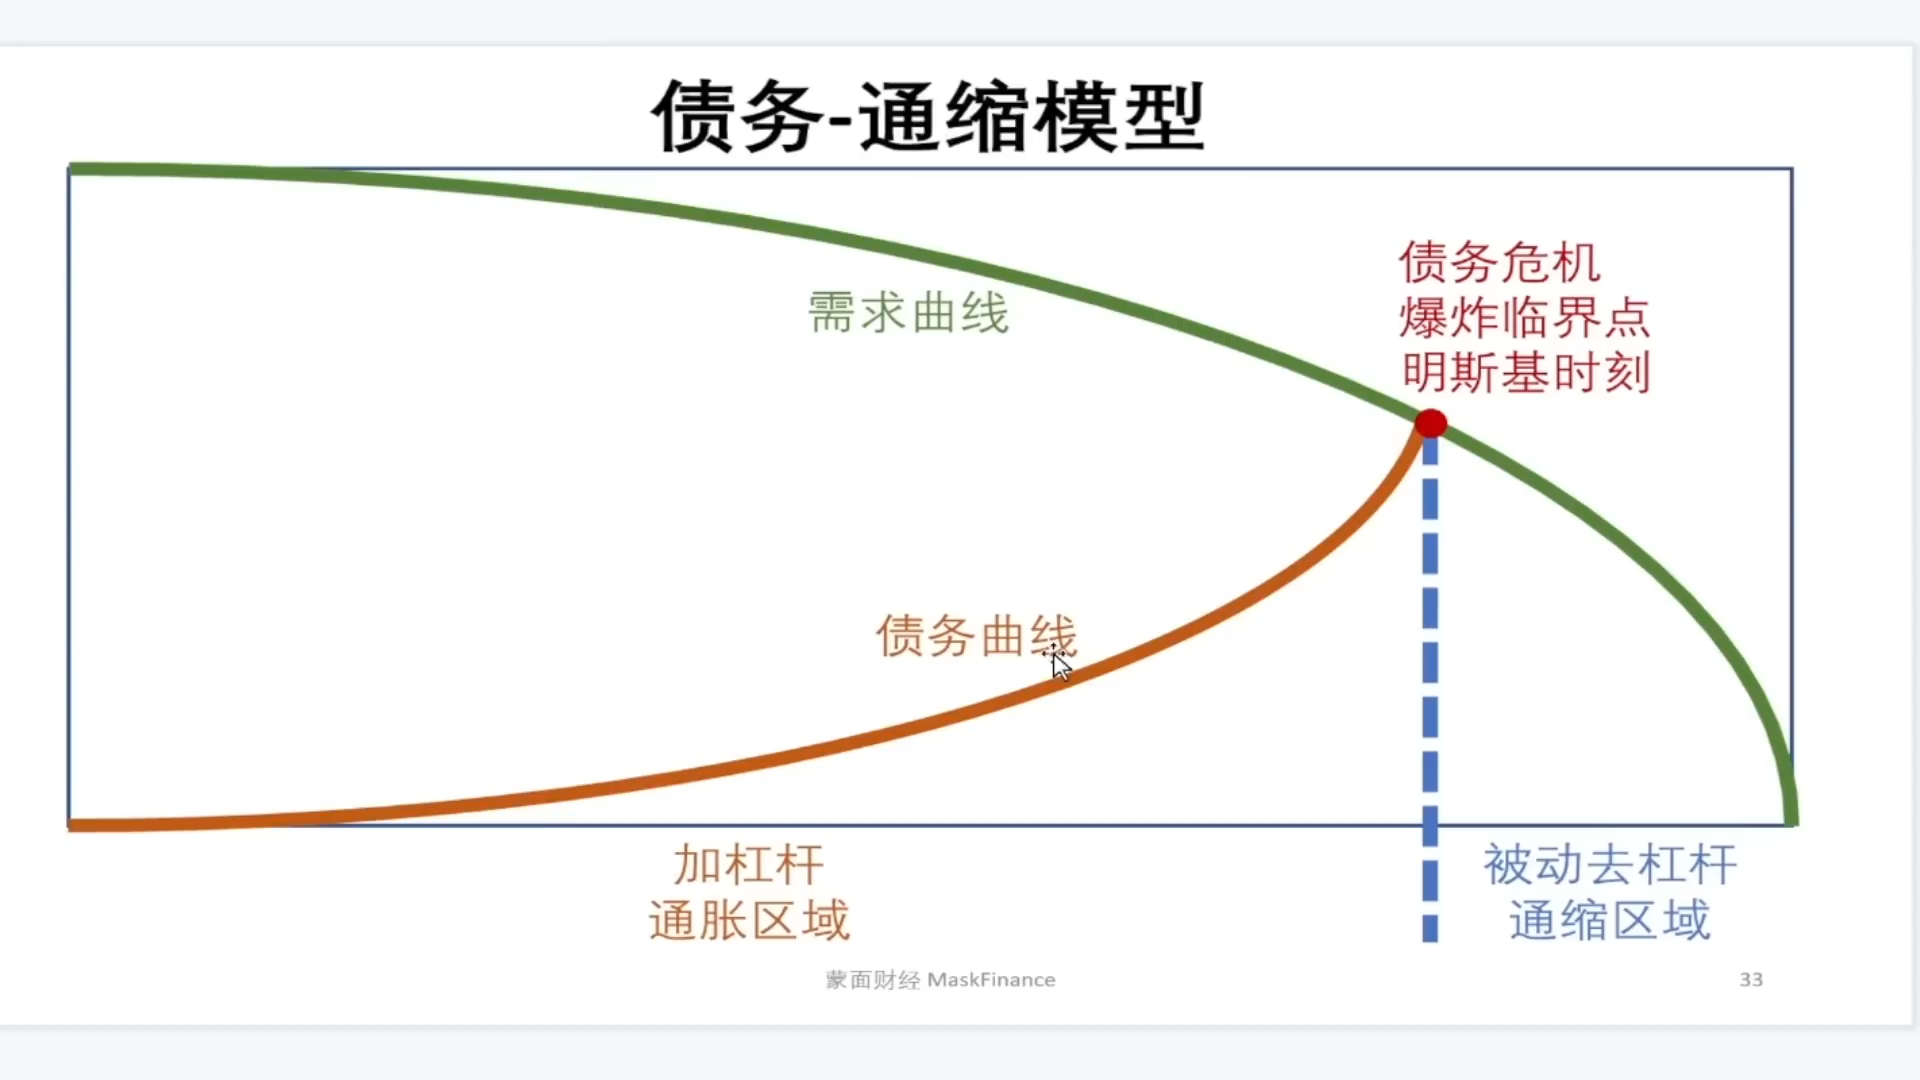 债务-通缩模型
债务危机
爆炸临界点
明斯基时刻
需求曲线
债务曲线
加杠杆
通胀区域
被动去杠杆
通缩区域
蒙面财经 MaskFinance
33